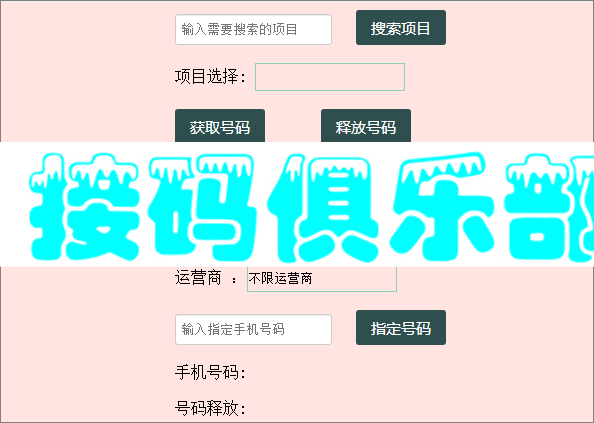 输入需要搜索的项目 搜索项目
项目选择:
获取号码 释放号码
接码俱乐部
运营商 : 不限运营商
输入指定手机号码 指定号码
手机号码:
号码释放: